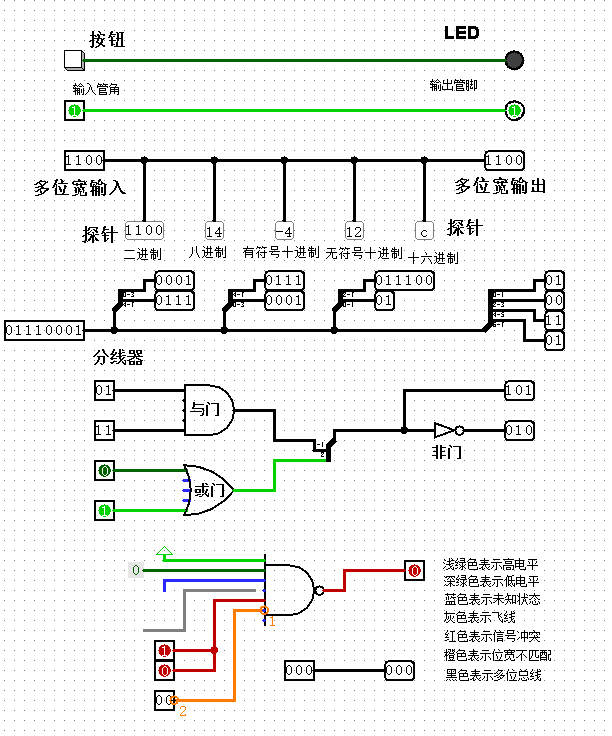 按钮
LED
输入管角
输出管脚
1
1
1100
1100
多位宽输入
多位宽输出
探针
1100
14
-4
12
c
探针
二进制
八进制
有符号十进制
无符号十进制
十六进制
0001
0111
0111
0001
011100
01
01
00
11
01
01110001
分线器
01
11
与门
101
010
非门
0
1
或门
0
0
浅绿色表示高电平
深绿色表示低电平
蓝色表示未知状态
灰色表示飞线
红色表示信号冲突
橙色表示位宽不匹配
黑色表示多位总线
1
1
0
000
000
00
2